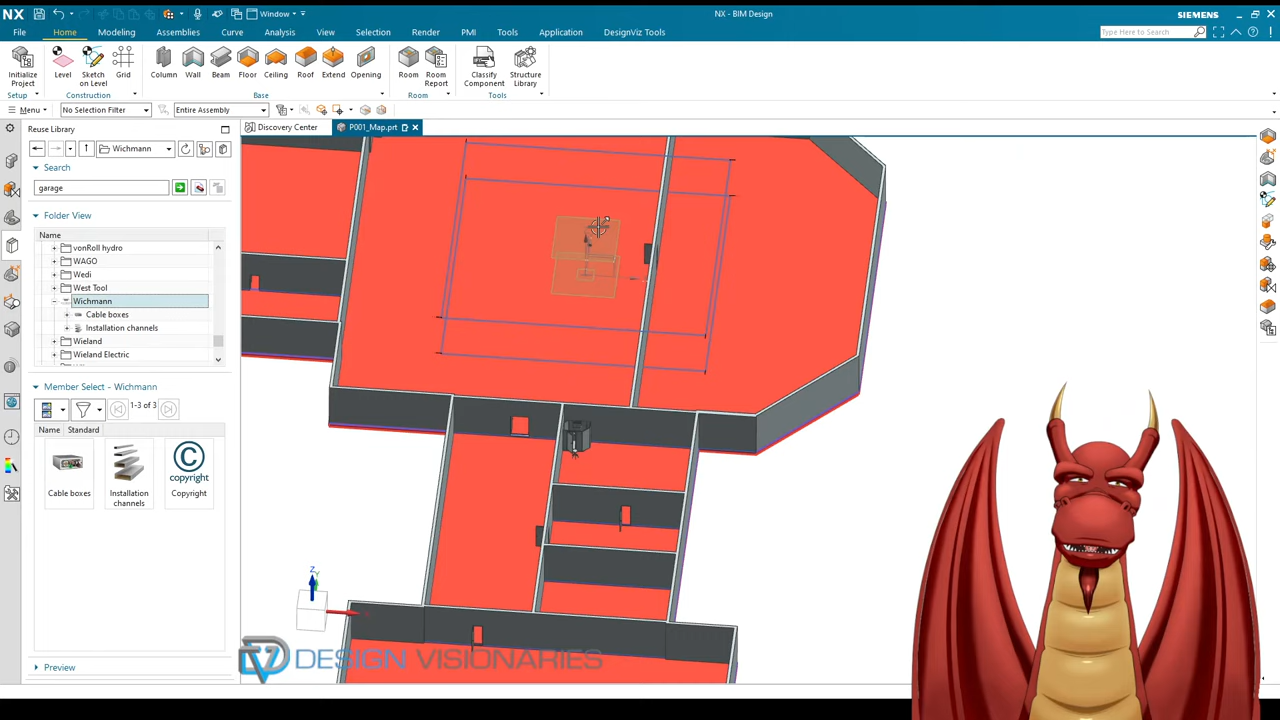 NX
Window
NX - BIM Design
SIEMENS
File Home Modeling Assemblies Curve Analysis Selection Render View PMI Tools Application DesignViz Tools
Type Here to Search
Initialize Project
Level
Sketch on Level
Grid
Column
Wall
Beam
Floor
Ceiling
Roof
Extend
Opening
Room
Room Report
Classify Component
Structure Library
Setup
Construction
Base
Room
Tools
Menu
No Selection Filter
Entire Assembly
Reuse Library
Discovery Center
P001_Map.prt
Wichmann
Search
garage
Folder View
Name
vonRoll hydro
WAGO
Wedi
West Tool
Wichmann
Cable boxes
Installation channels
Wieland
Wieland Electric
Member Select - Wichmann
1-3 of 3
Name Standard
Cable boxes
Installation channels
© copyright
Copyright
Preview
Z
DV DESIGN VISIONARIES